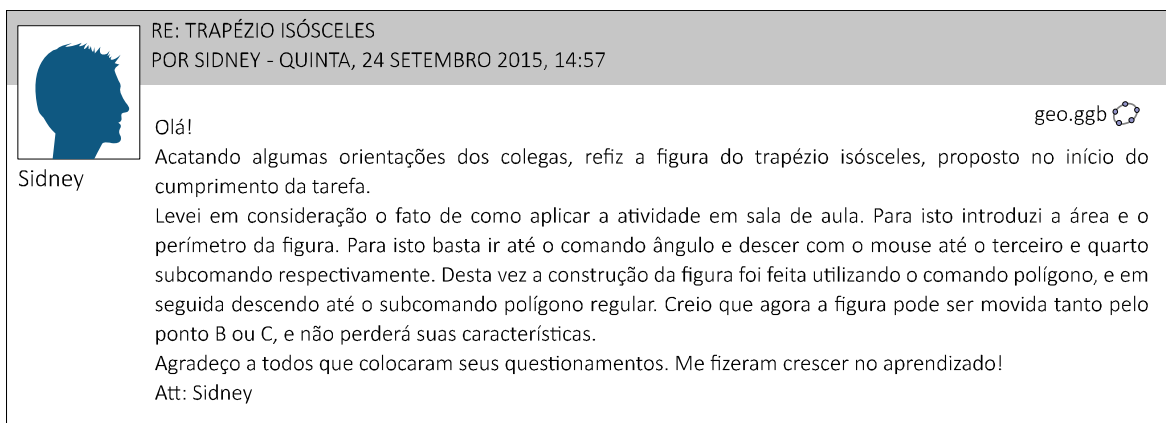 RE: TRAPÉZIO ISÓSCELES
POR SIDNEY - QUINTA, 24 SETEMBRO 2015, 14:57
geo.ggb
Olá!
Acatando algumas orientações dos colegas, refiz a figura do trapézio isósceles, proposto no início do
cumprimento da tarefa.
Sidney
Levei em consideração o fato de como aplicar a atividade em sala de aula. Para isto introduzi a área e o
perímetro da figura. Para isto basta ir até o comando ângulo e descer com o mouse até o terceiro e quarto
subcomando respectivamente. Desta vez a construção da figura foi feita utilizando o comando polígono, e em
seguida descendo até o subcomando polígono regular. Creio que agora a figura pode ser movida tanto pelo
ponto B ou C, e não perderá suas características.
Agradeço a todos que colocaram seus questionamentos. Me fizeram crescer no aprendizado!
Att: Sidney